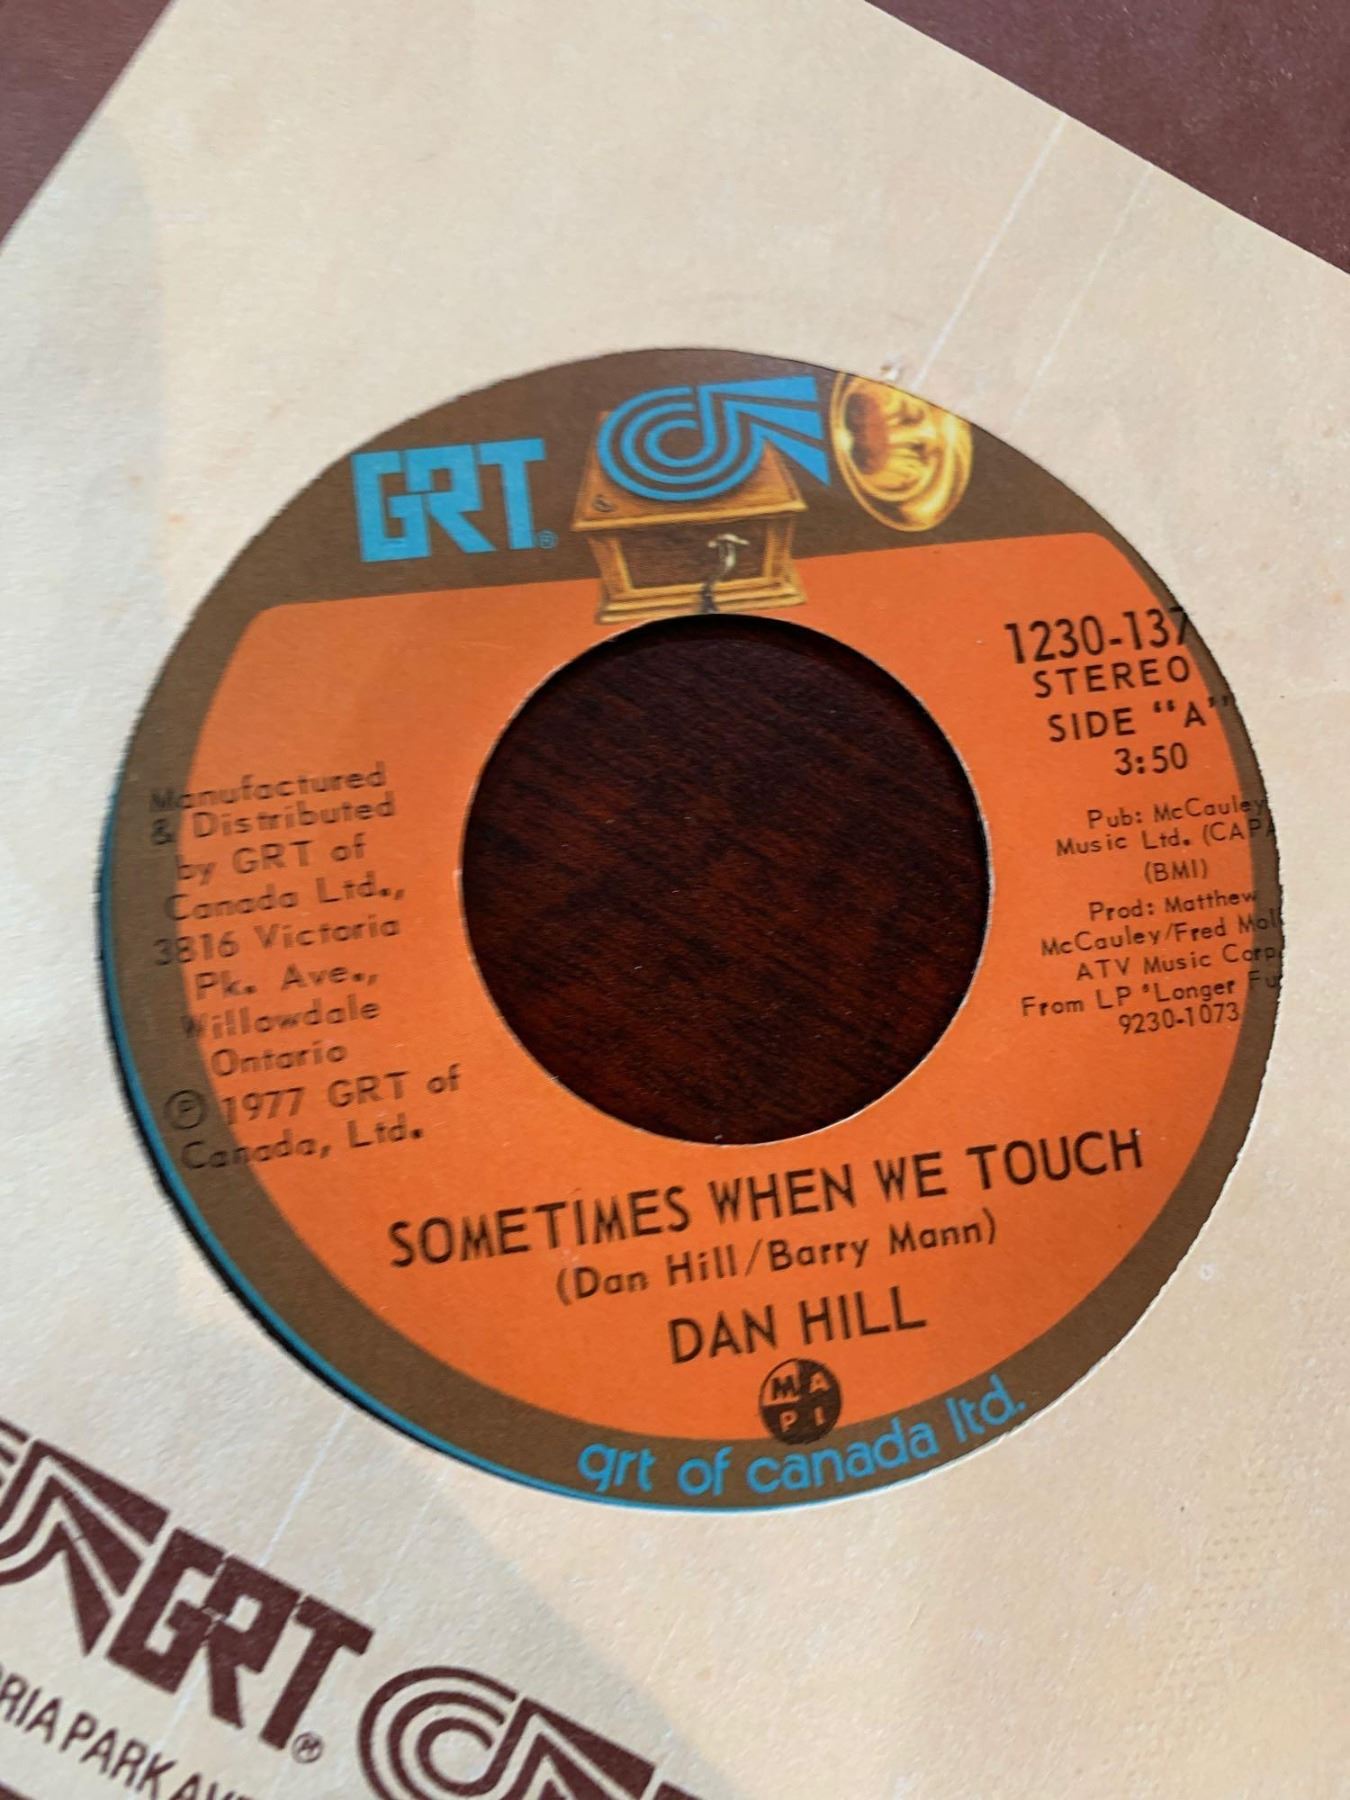 GRT®
1230-137
STEREO
SIDE "A"
3:50
Pub: McCauley
Music Ltd. (CAPA
(BMI)
Prod: Matthew
McCauley/Fred Moll
ATV Music Corp.
From LP "Longer Fu
9230-1073
Manufactured
& Distributed
by GRT of
Canada Ltd.,
3816 Victoria
Pk. Ave.,
Willowdale
Ontario
Ⓟ 1977 GRT of
Canada, Ltd.
SOMETIMES WHEN WE TOUCH
(Dan Hill/Barry Mann)
DAN HILL
MAPI
grt of canada ltd.
GRT®
RIA PARK AV